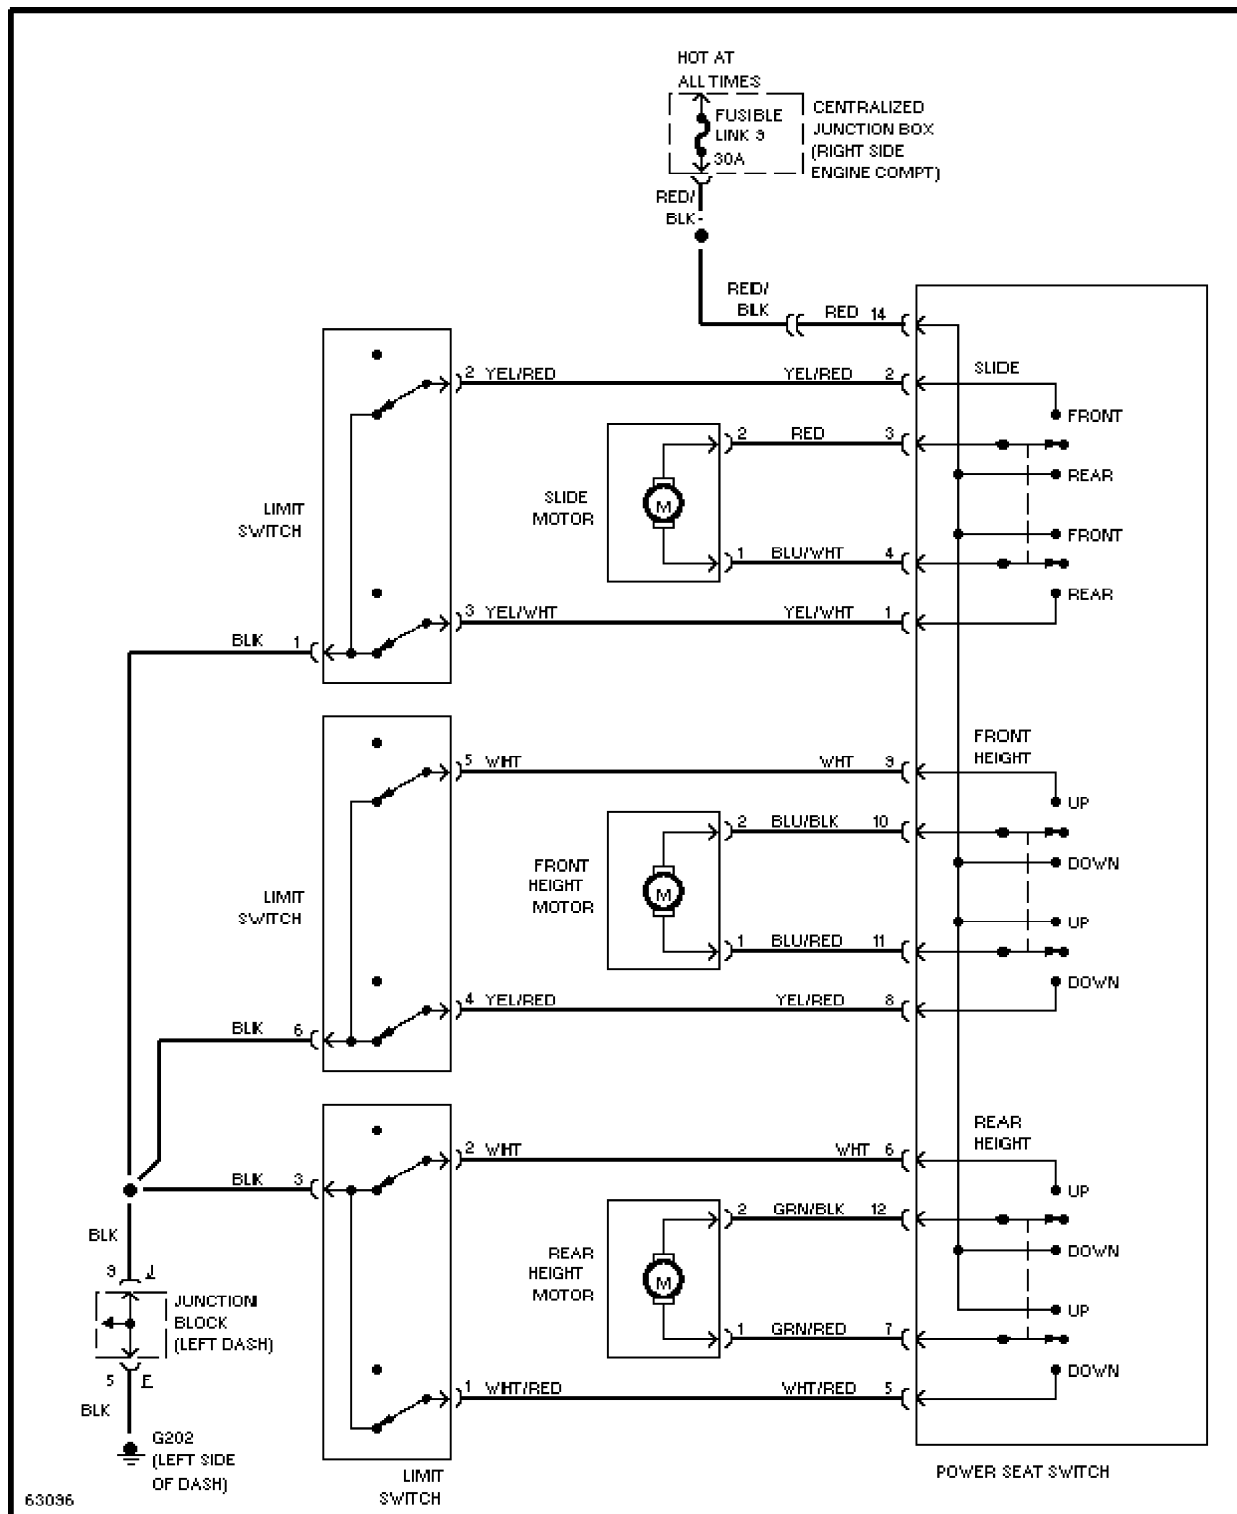 HOT AT
ALL TIMES
FUSIBLE
LINK 9
30A
CENTRALIZED
JUNCTION BOX
(RIGHT SIDE
ENGINE COMPT)
RED/
BLK
RED/
BLK
RED 14
2 YEL/RED YEL/RED 2
SLIDE
FRONT
2 RED 3
REAR
LIMIT
SWITCH
SLIDE
MOTOR
M
FRONT
1 BLU/WHT 4
REAR
3 YEL/WHT YEL/WHT 1
BLK 1
FRONT
HEIGHT
5 WHT WHT 9
UP
2 BLU/BLK 10
DOWN
LIMIT
SWITCH
FRONT
HEIGHT
MOTOR
M
UP
1 BLU/RED 11
DOWN
4 YEL/RED YEL/RED 8
BLK 6
REAR
HEIGHT
2 WHT WHT 6
BLK 3
UP
2 GRN/BLK 12
DOWN
BLK
REAR
HEIGHT
MOTOR
M
9 J
JUNCTION
BLOCK
(LEFT DASH)
UP
1 GRN/RED 7
DOWN
5 F
1 WHT/RED WHT/RED 5
BLK
G202
(LEFT SIDE
OF DASH)
LIMIT
SWITCH
POWER SEAT SWITCH
63096